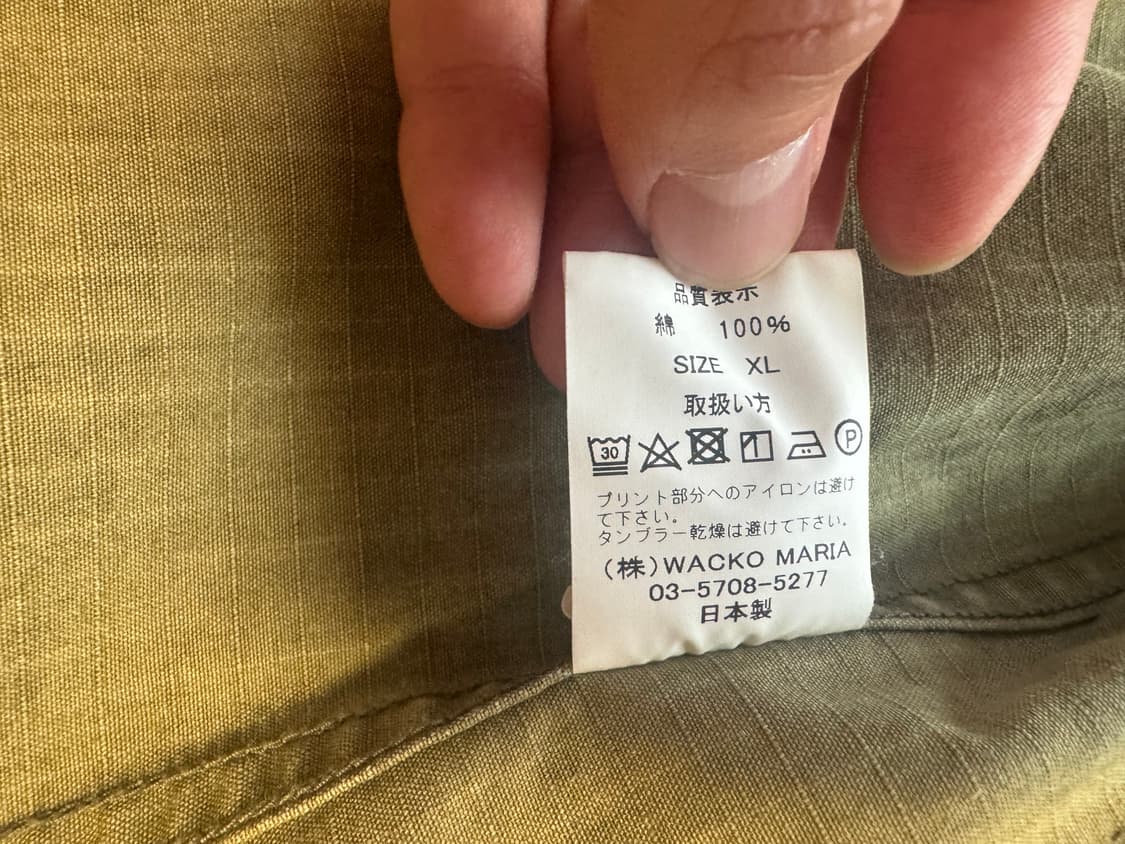 品質表示
綿 100%
SIZE XL
取扱い方
30 P
プリント部分へのアイロンは避け
て下さい。
タンブラー乾燥は避けて下さい。
(株)WACKO MARIA
03-5708-5277
日本製